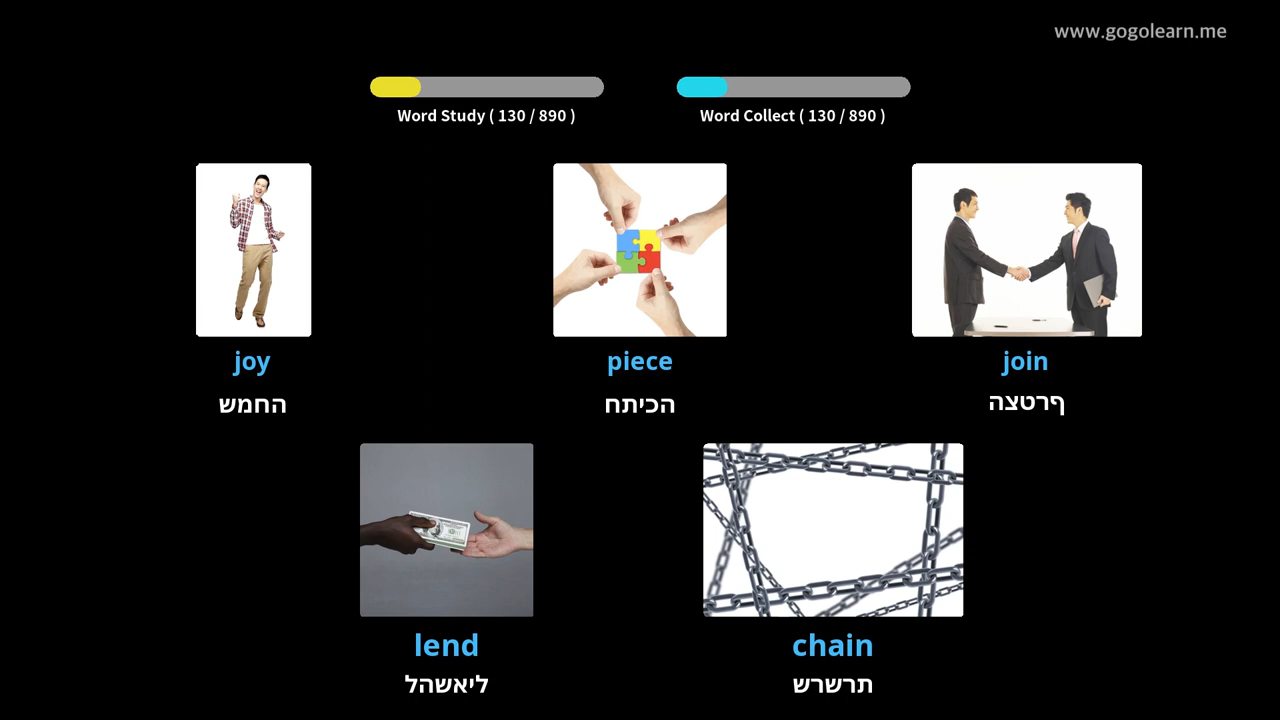 www.gogolearn.me
Word Study ( 130 / 890 )
Word Collect ( 130 / 890 )
joy
החמש
piece
הכיתח
join
ףרטצה
lend
ליאשהל
chain
תרשרש